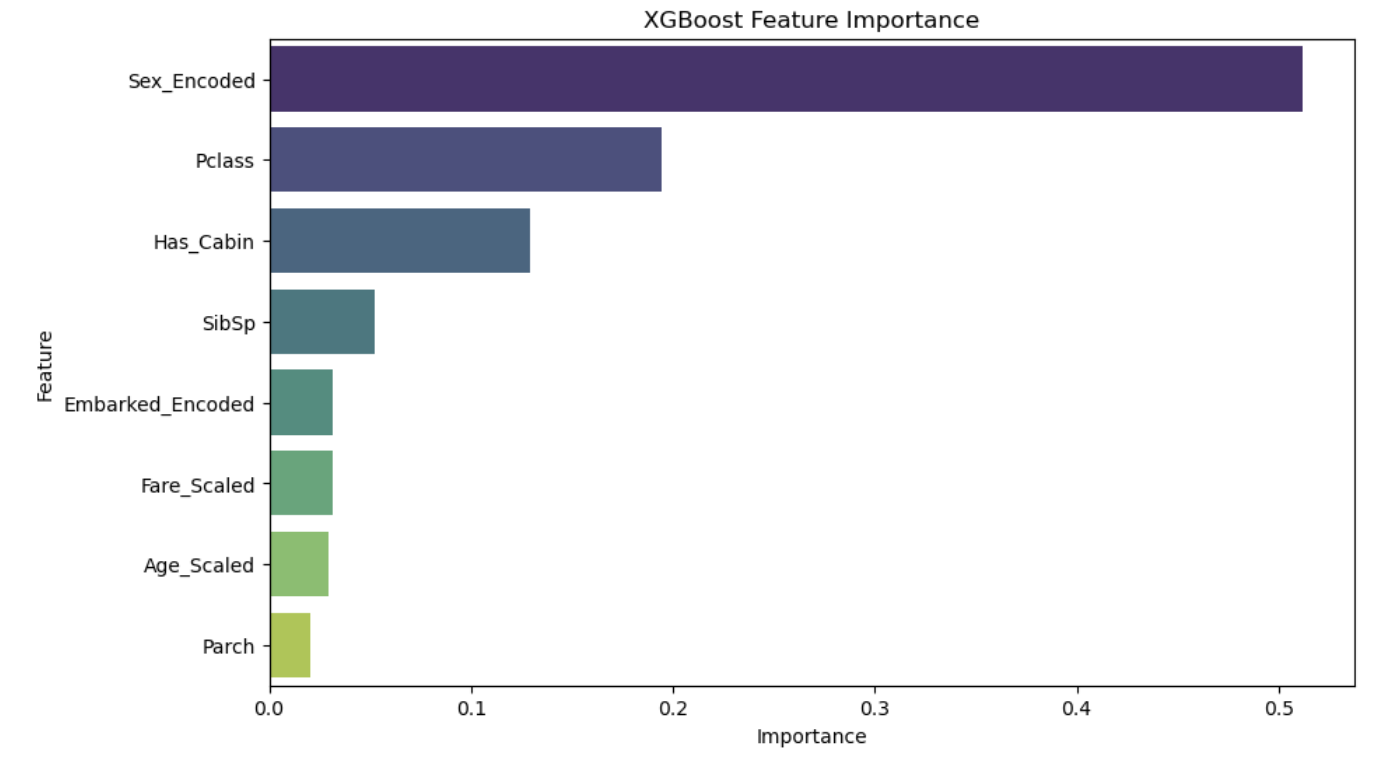 XGBoost Feature Importance
Feature
Sex_Encoded
Pclass
Has_Cabin
SibSp
Embarked_Encoded
Fare_Scaled
Age_Scaled
Parch
0.0 0.1 0.2 0.3 0.4 0.5
Importance